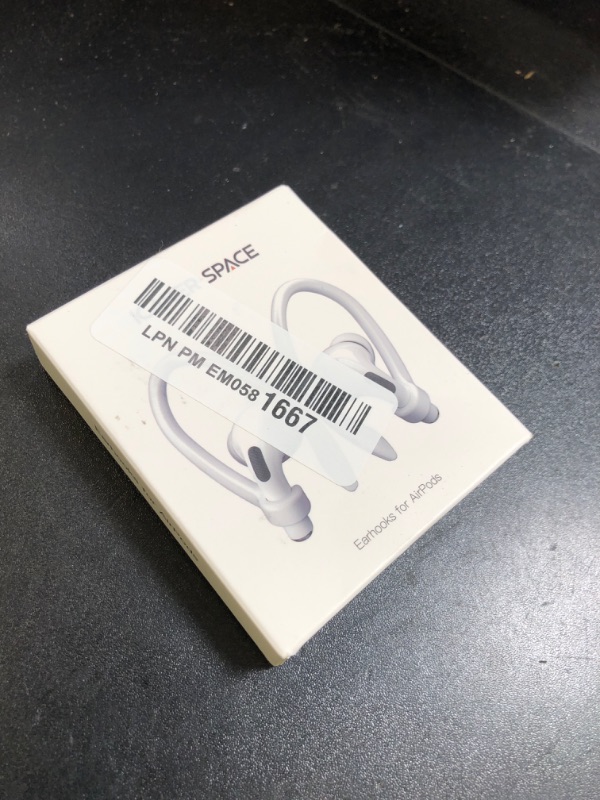 SPACE
LPN PM EM058 1667
Earhooks for AirPods